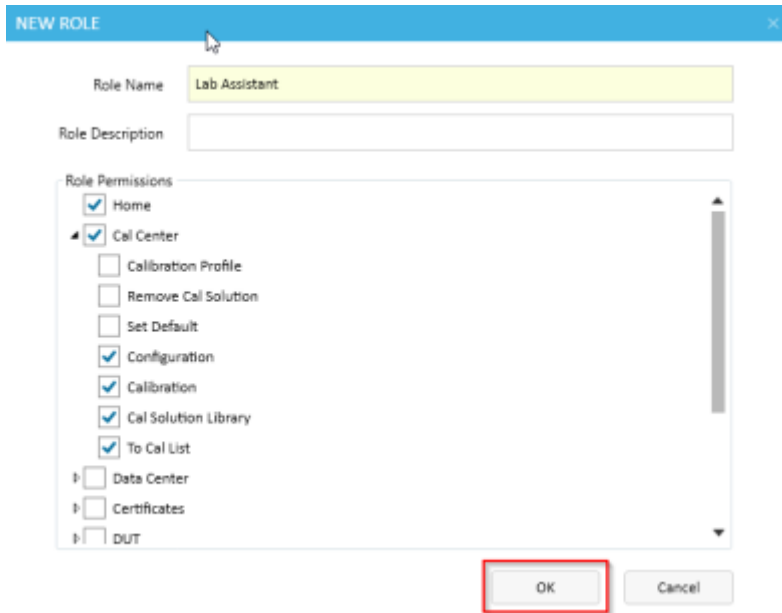 NEW ROLE
Role Name Lab Assistant
Role Description
Role Permissions
Home
Cal Center
Calibration Profile
Remove Cal Solution
Set Default
Configuration
Calibration
Cal Solution Library
To Cal List
Data Center
Certificates
DUT
OK Cancel